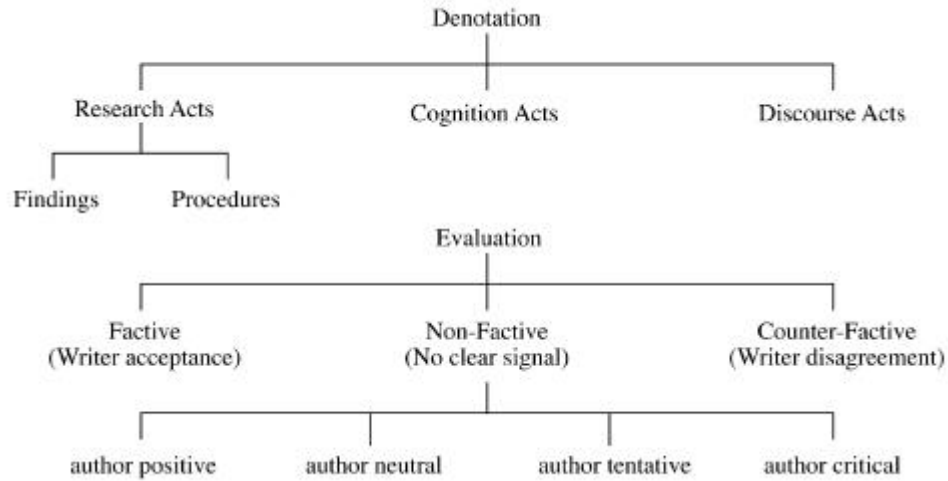 Denotation
Research Acts
Cognition Acts
Discourse Acts
Findings
Procedures
Evaluation
Factive
(Writer acceptance)
Non-Factive
(No clear signal)
Counter-Factive
(Writer disagreement)
author positive
author neutral
author tentative
author critical